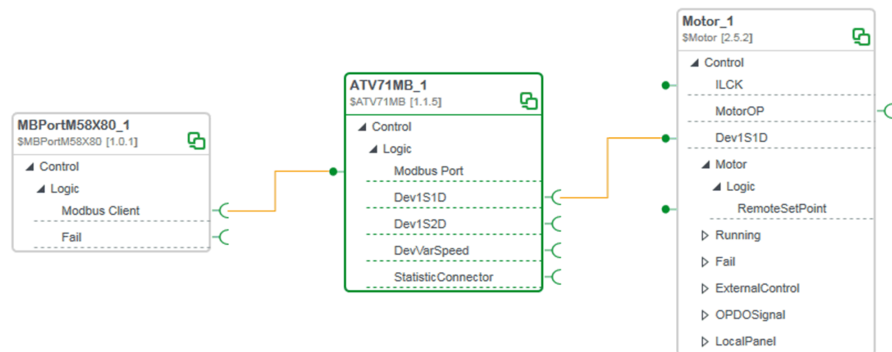 MBPortM58X80_1
$MBPortM58X80 [1.0.1]
Control
Logic
Modbus Client
Fail
ATV71MB_1
$ATV71MB [1.1.5]
Control
Logic
Modbus Port
Dev1S1D
Dev1S2D
DevVarSpeed
StatisticConnector
Motor_1
$Motor [2.5.2]
Control
ILCK
MotorOP
Dev1S1D
Motor
Logic
RemoteSetPoint
Running
Fail
ExternalControl
OPDOSignal
LocalPanel